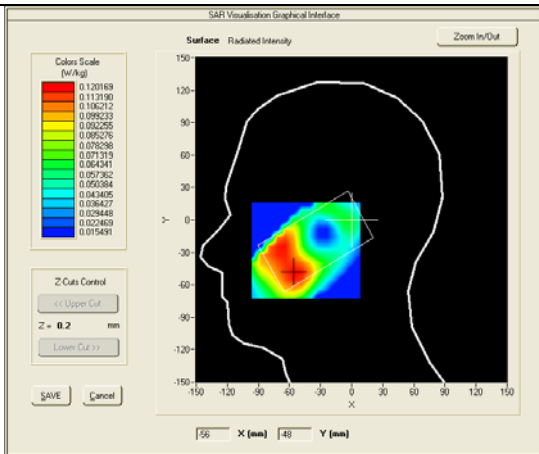 SAR Visualisation Graphical Interface
Surface Radiated Intensity
Zoom In/Out
Colors Scale
(W/kg)
0.120169
0.113190
0.106212
0.099233
0.092255
0.085276
0.078298
0.071319
0.064341
0.057362
0.050384
0.043405
0.036427
0.029448
0.022469
0.015491
150
120
90
60
30
0
-30
-60
-90
-120
-150
Y
-150 -120 -90 -60 -30 0 30 60 90 120 150
X
Z Cuts Control
<< Upper Cut
Z = 0.2 mm
Lower Cut >>
SAVE Cancel
-56 X (mm) -48 Y (mm)